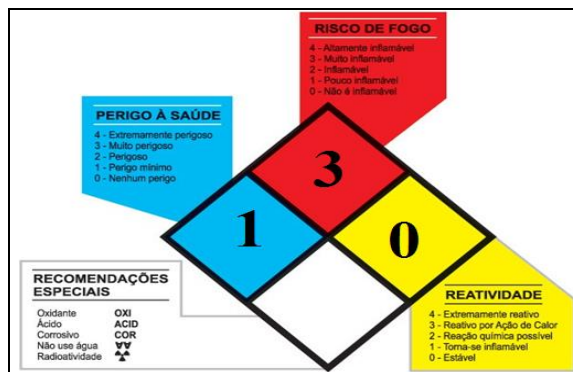 RISCO DE FOGO
4 - Altamente inflamável
3 - Muito inflamável
2 - Inflamável
1 - Pouco inflamável
0 - Não é inflamável
PERIGO À SAÚDE
4 - Extremamente perigoso
3 - Muito perigoso
2 - Perigoso
1 - Perigo mínimo
0 - Nenhum perigo
3
1
0
RECOMENDAÇÕES
ESPECIAIS
Oxidante OXI
Ácido ACID
Corrosivo COR
Não use água W
Radioatividade
REATIVIDADE
4 - Extremamente reativo
3 - Reativo por Ação de Calor
2 - Reação química possível
1 - Torna-se inflamável
0 - Estável